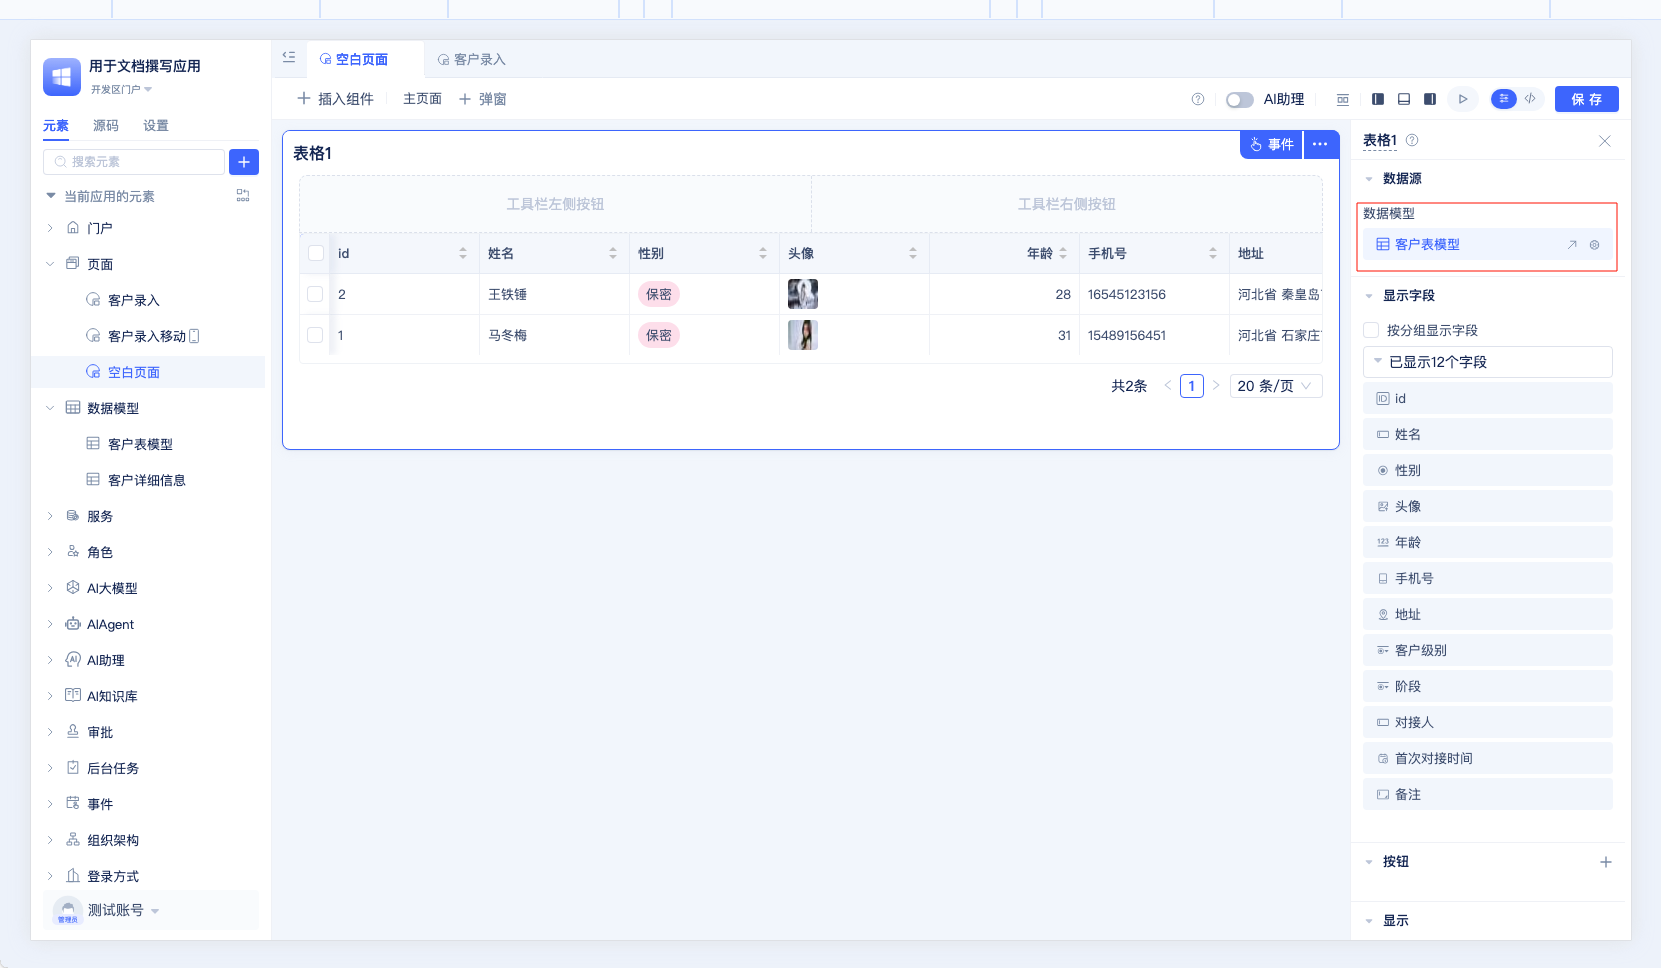 用于文档撰写应用
开发区门户
元素 源码 设置
搜索元素
当前应用的元素
门户
页面
客户录入
客户录入移动
空白页面
数据模型
客户表模型
客户详细信息
服务
角色
AI大模型
AIAgent
AI助理
AI知识库
审批
后台任务
事件
组织架构
登录方式
管理员 测试账号
空白页面 客户录入
插入组件 主页面 弹窗 AI助理 保存
表格1 事件
工具栏左侧按钮 工具栏右侧按钮
id 姓名 性别 头像 年龄 手机号 地址
2 王铁锤 保密 28 16545123156 河北省 秦皇岛
1 马冬梅 保密 31 15489156451 河北省 石家庄
共2条 1 20 条/页
表格1
数据源
数据模型
客户表模型
显示字段
按分组显示字段
已显示12个字段
id
姓名
性别
头像
123 年龄
手机号
地址
客户级别
阶段
对接人
首次对接时间
备注
按钮
显示